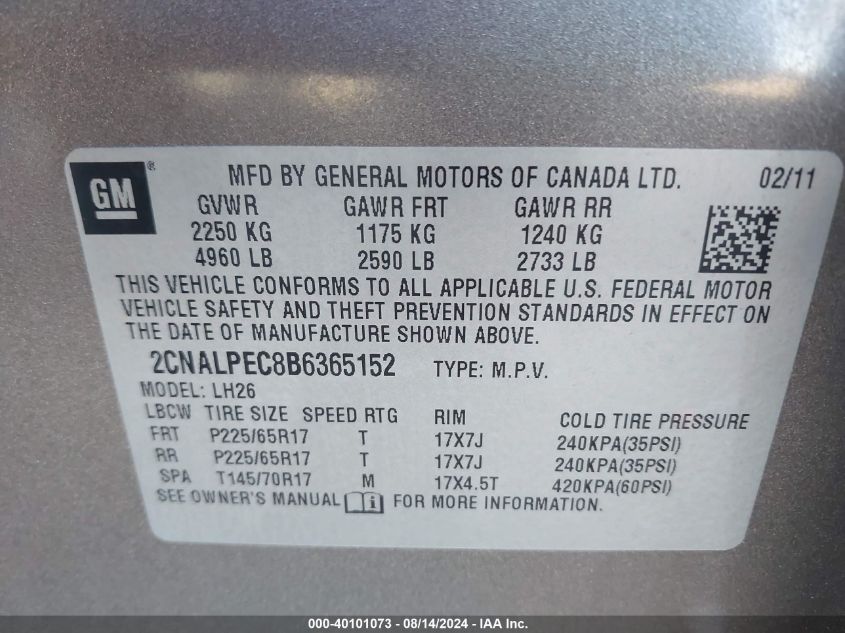 GM ® MFD BY GENERAL MOTORS OF CANADA LTD. 02/11
GVWR GAWR FRT GAWR RR
2250 KG 1175 KG 1240 KG
4960 LB 2590 LB 2733 LB
THIS VEHICLE CONFORMS TO ALL APPLICABLE U.S. FEDERAL MOTOR
VEHICLE SAFETY AND THEFT PREVENTION STANDARDS IN EFFECT ON
THE DATE OF MANUFACTURE SHOWN ABOVE.
2CNALPEC8B6365152 TYPE: M.P.V.
MODEL: LH26
LBCW TIRE SIZE SPEED RTG RIM COLD TIRE PRESSURE
FRT P225/65R17 T 17X7J 240KPA(35PSI)
RR P225/65R17 T 17X7J 240KPA(35PSI)
SPA T145/70R17 M 17X4.5T 420KPA(60PSI)
SEE OWNER'S MANUAL i FOR MORE INFORMATION.
000-40101073 - 08/14/2024 - IAA Inc.